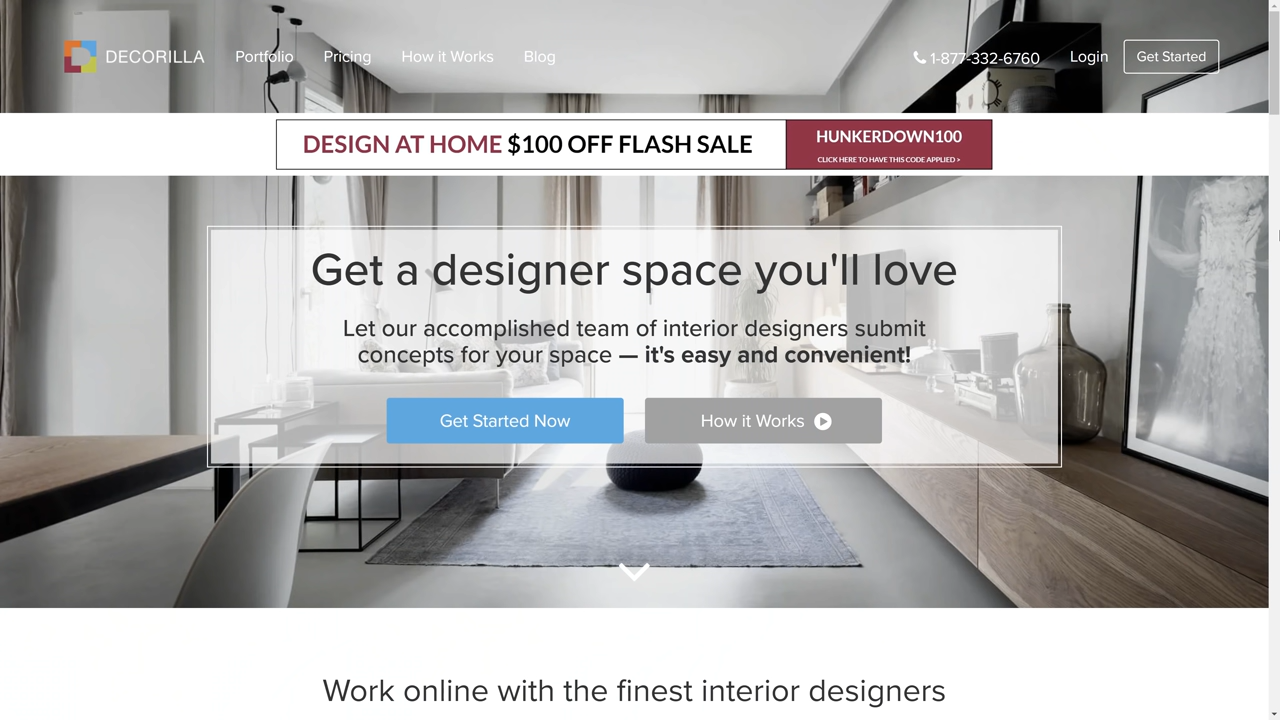 DECORILLA
Portfolio
Pricing
How it Works
Blog
1-877-332-6760
Login
Get Started
DESIGN AT HOME $100 OFF FLASH SALE
HUNKERDOWN100
CLICK HERE TO HAVE THIS CODE APPLIED >
Get a designer space you'll love
Let our accomplished team of interior designers submit
concepts for your space — it's easy and convenient!
Get Started Now
How it Works
Work online with the finest interior designers